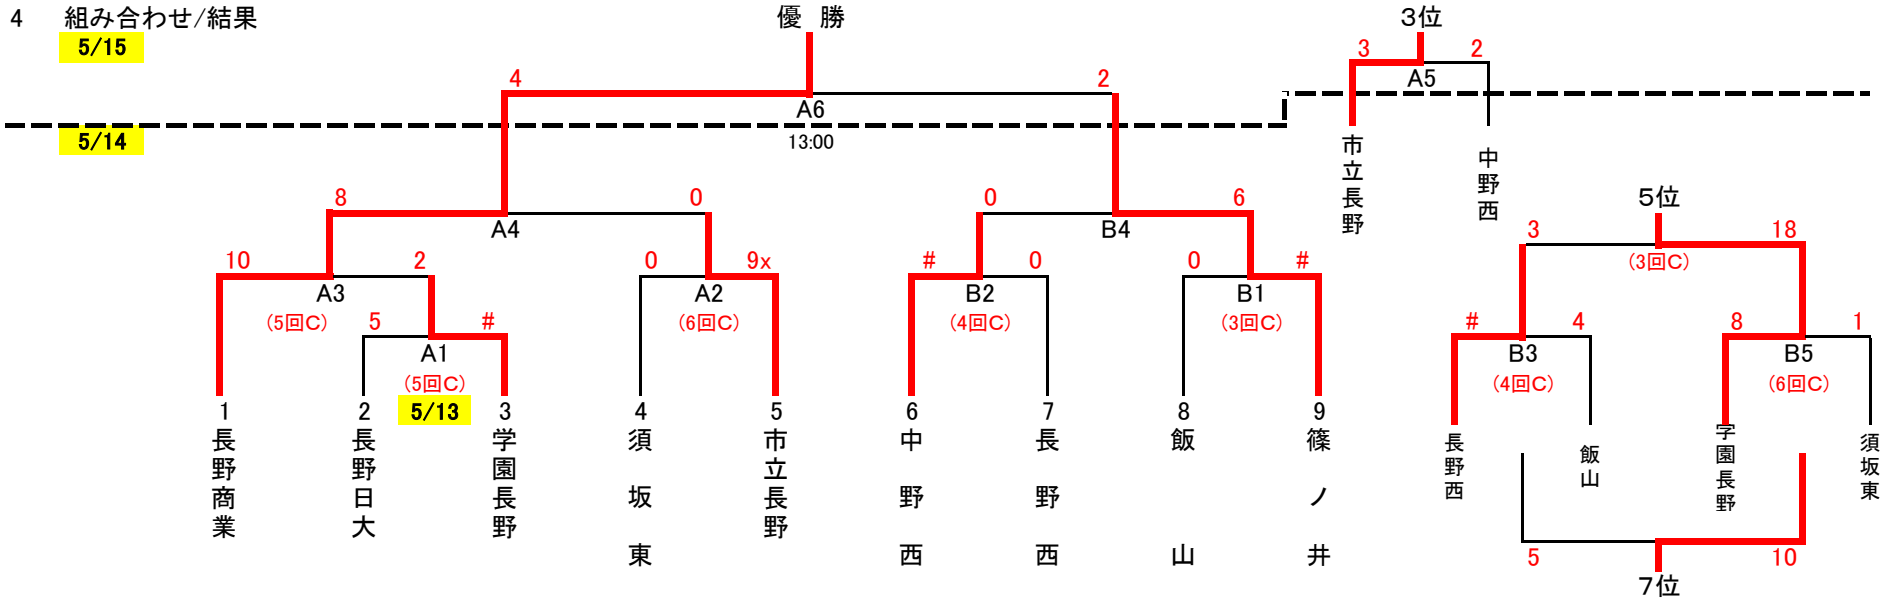 4 組み合わせ/結果
5/15
優 勝
3位
3 2
A5
4 2
A6
13:00
5/14
市立長野
中野西
8 0
A4
0 6
B4
5位
3 18
(3回C)
10 2
A3
(5回C)
0 9x
A2
(6回C)
# 0
B2
(4回C)
0 #
B1
(3回C)
5 #
A1
(5回C)
5/13
# 4
B3
(4回C)
8 1
B5
(6回C)
1
長野商業
2
長野日大
3
学園長野
4
須坂東
5
市立長野
6
中野西
7
長野西
8
飯山
9
篠ノ井
長野西
飯山
学園長野
須坂東
5 10
7位